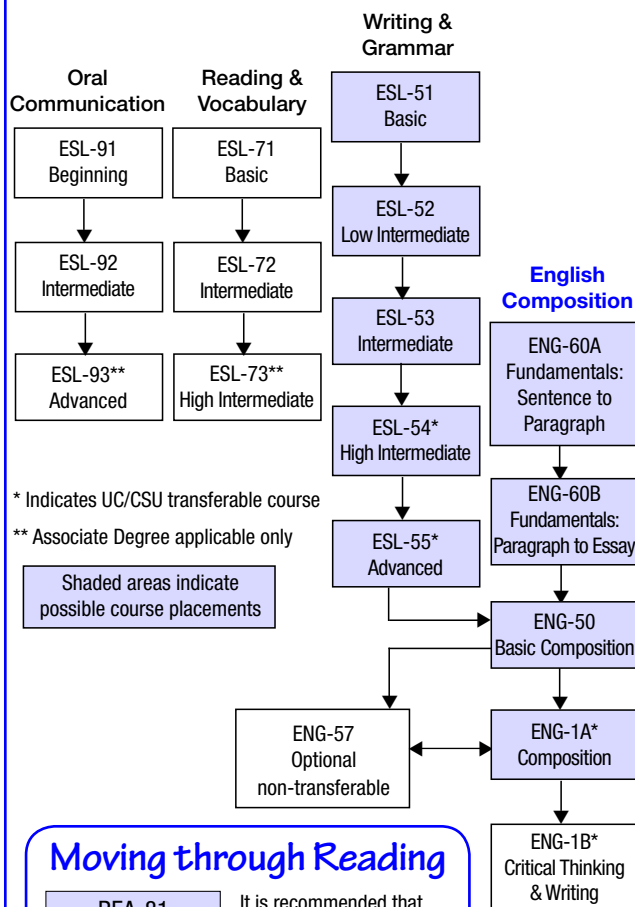 Oral
Communication
ESL-91
Beginning
ESL-92
Intermediate
ESL-93**
Advanced
Reading &
Vocabulary
ESL-71
Basic
ESL-72
Intermediate
ESL-73**
High Intermediate
Writing &
Grammar
ESL-51
Basic
ESL-52
Low Intermediate
ESL-53
Intermediate
ESL-54*
High Intermediate
ESL-55*
Advanced
English
Composition
ENG-60A
Fundamentals:
Sentence to
Paragraph
ENG-60B
Fundamentals:
Paragraph to Essay
ENG-50
Basic Composition
ENG-57
Optional
non-transferable
ENG-1A*
Composition
ENG-1B*
Critical Thinking
& Writing
* Indicates UC/CSU transferable course
** Associate Degree applicable only
Shaded areas indicate
possible course placements
Moving through Reading
It is recommended that